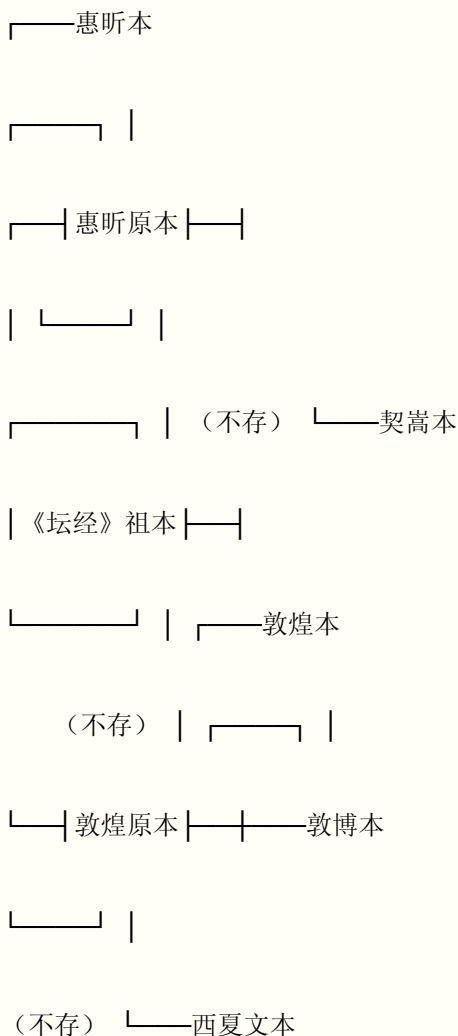 ┌───惠昕本
┌────┐ │
┌──┤惠昕原本├──┤
│ └────┘ │
┌──────┐ │ （不存） └───契嵩本
│《坛经》祖本├──┤
└──────┘ │ ┌───敦煌本
（不存） │ ┌────┐ │
└──┤敦煌原本├──┼───敦博本
└────┘ │
（不存） └───西夏文本